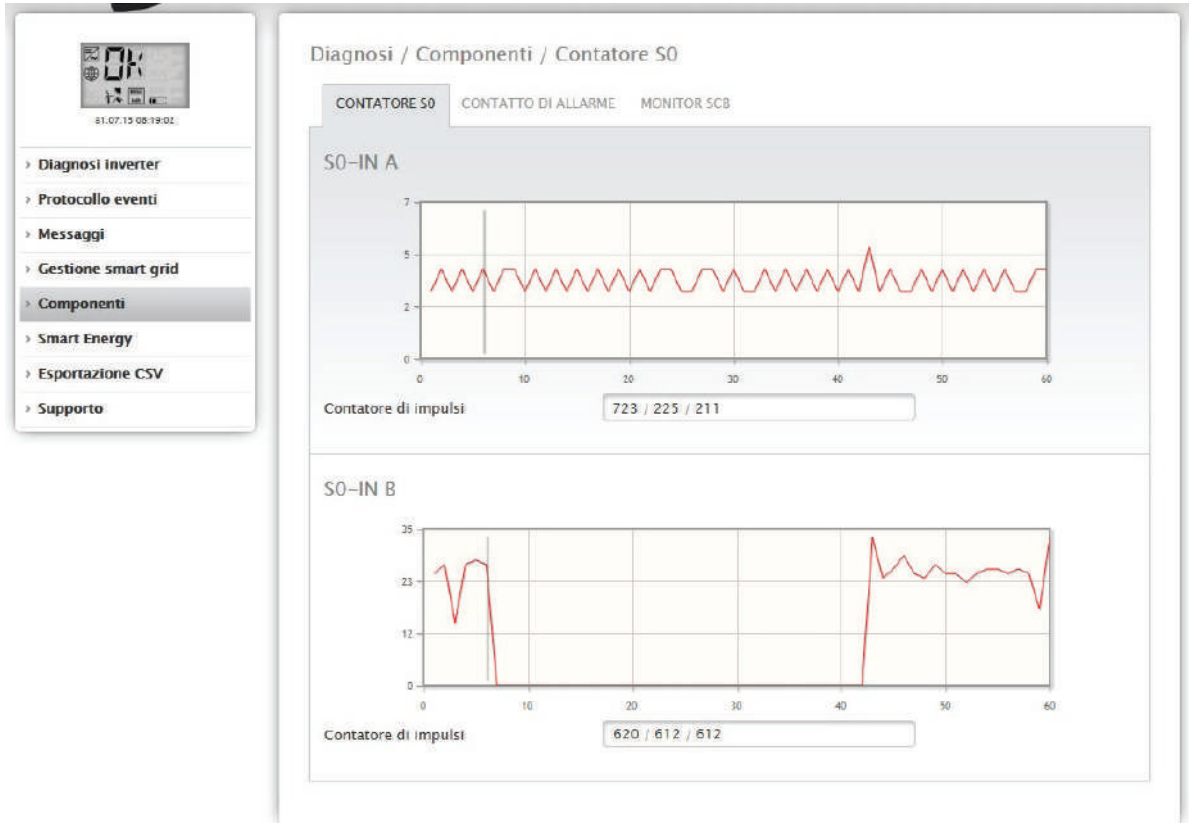 OK
31.07.15 08:19:02
Diagnosi inverter
Protocollo eventi
Messaggi
Gestione smart grid
Componenti
Smart Energy
Esportazione CSV
Supporto
Diagnosi / Componenti / Contatore S0
CONTATORE S0 CONTATTO DI ALLARME MONITOR SCB
S0-IN A
7
5
2
0
0 10 20 30 40 50 60
Contatore di impulsi 723 / 225 / 211
S0-IN B
35
23
12
0
0 10 20 30 40 50 60
Contatore di impulsi 620 / 612 / 612